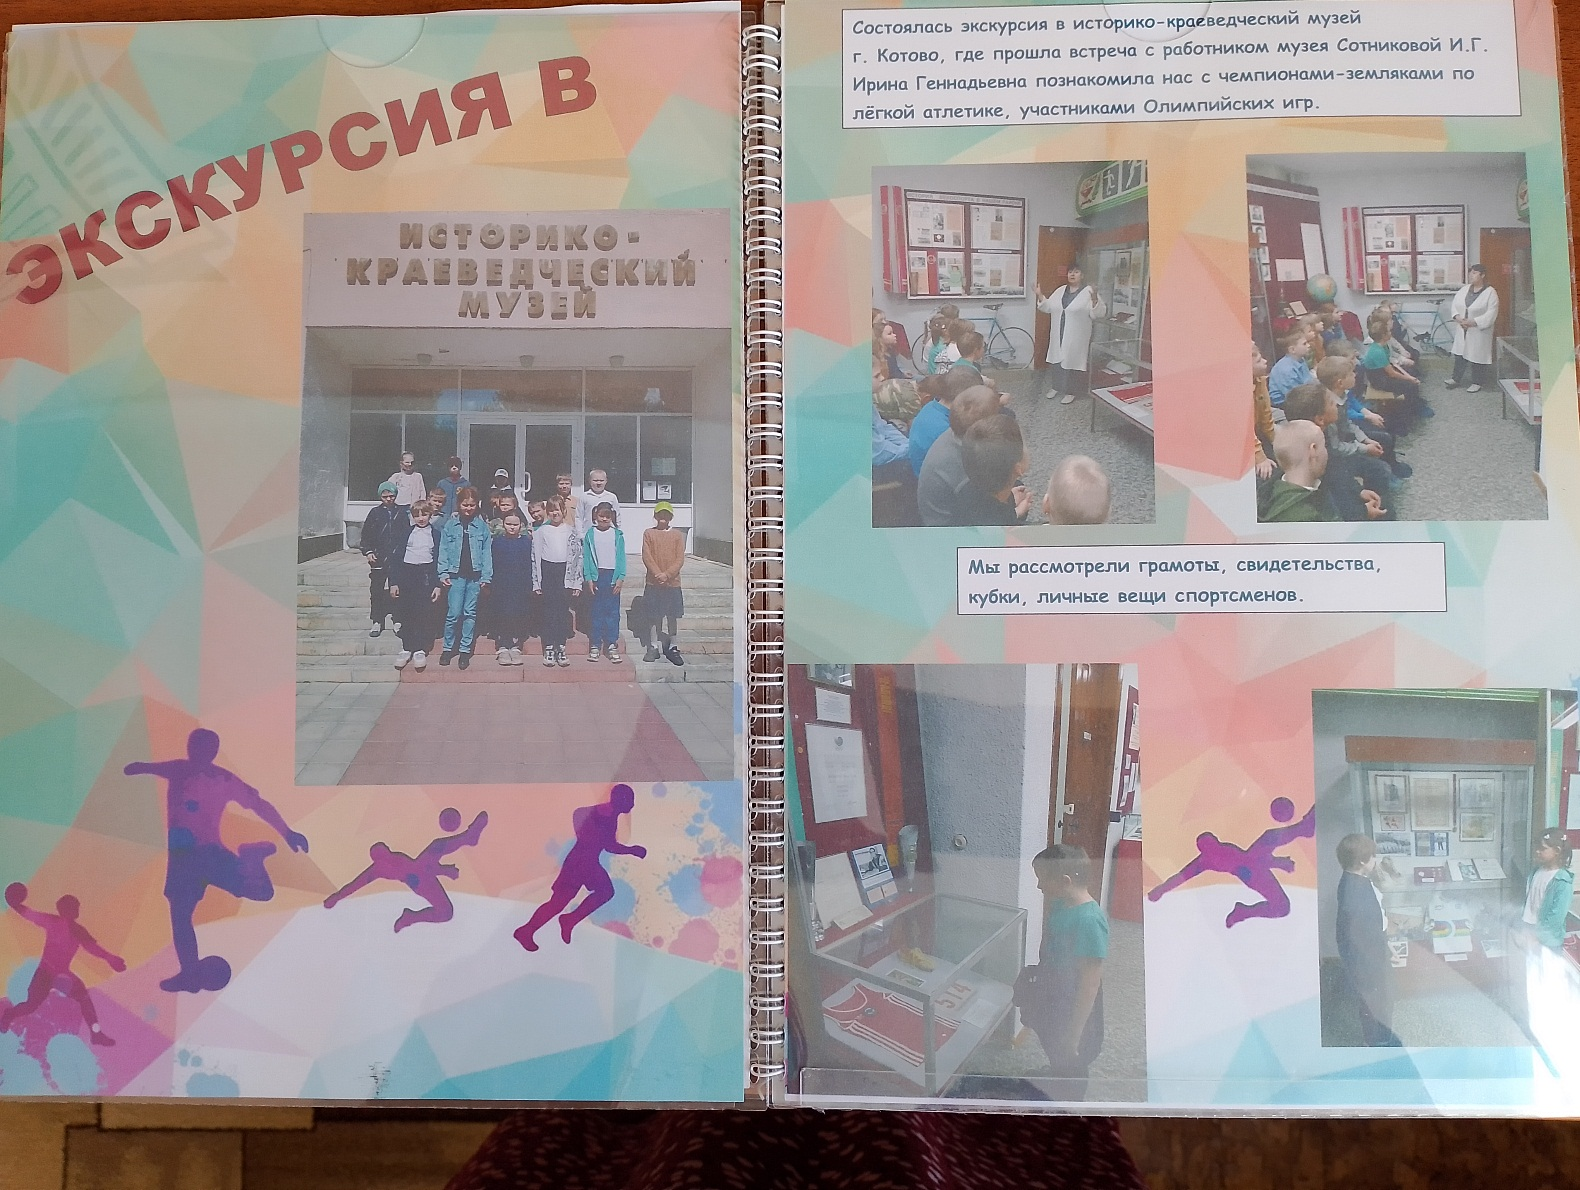 ЭКСКУРСИЯ В
ИСТОРИКО-
КРАЕВЕДЧЕСКИЙ
МУЗЕЙ
Состоялась экскурсия в историко-краеведческий музей
г. Котово, где прошла встреча с работником музея Сотниковой И.Г.
Ирина Геннадьевна познакомила нас с чемпионами-земляками по
лёгкой атлетике, участниками Олимпийских игр.
Мы рассмотрели грамоты, свидетельства,
кубки, личные вещи спортсменов.
574